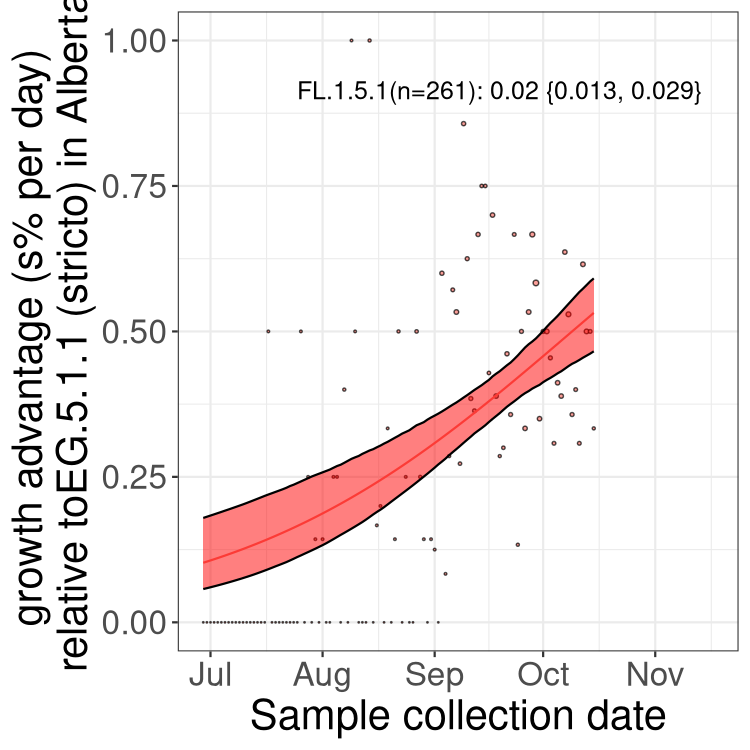 growth advantage (s% per day)
relative toEG.5.1.1 (stricto) in Alberta
1.00
0.75
0.50
0.25
0.00
FL.1.5.1(n=261): 0.02 {0.013, 0.029}
Jul Aug Sep Oct Nov
Sample collection date